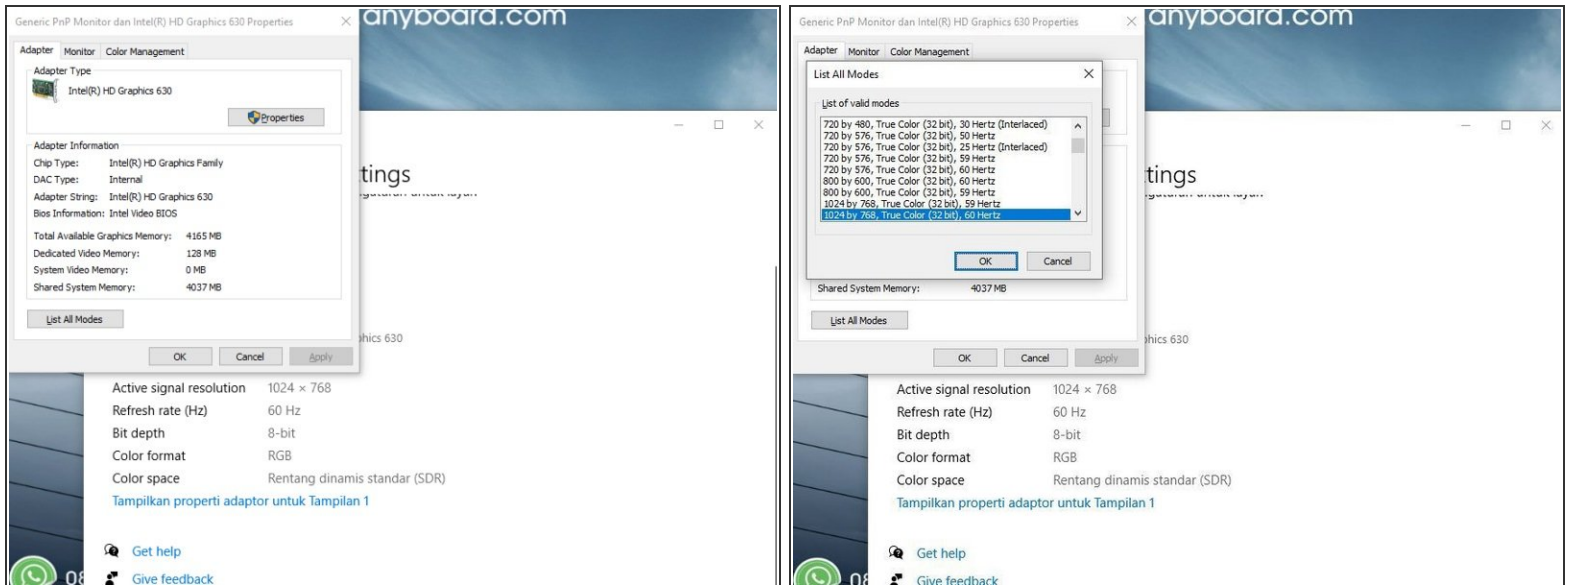 Generic PnP Monitor dan Intel(R) HD Graphics 630 Properties
anyboard.com
Adapter Monitor Color Management
Adapter Type
Intel(R) HD Graphics 630
Properties
Adapter Information
Chip Type: Intel(R) HD Graphics Family
DAC Type: Internal
Adapter String: Intel(R) HD Graphics 630
Bios Information: Intel Video BIOS
Total Available Graphics Memory: 4165 MB
Dedicated Video Memory: 128 MB
System Video Memory: 0 MB
Shared System Memory: 4037 MB
List All Modes
OK Cancel Apply
tings
phics 630
Active signal resolution 1024 × 768
Refresh rate (Hz) 60 Hz
Bit depth 8-bit
Color format RGB
Color space Rentang dinamis standar (SDR)
Tampilkan properti adaptor untuk Tampilan 1
Get help
Give feedback
08
Generic PnP Monitor dan Intel(R) HD Graphics 630 Properties
anyboard.com
Adapter Monitor Color Management
List All Modes
List of valid modes
720 by 480, True Color (32 bit), 30 Hertz (Interlaced)
720 by 576, True Color (32 bit), 50 Hertz
720 by 576, True Color (32 bit), 25 Hertz (Interlaced)
720 by 576, True Color (32 bit), 59 Hertz
720 by 576, True Color (32 bit), 60 Hertz
800 by 600, True Color (32 bit), 60 Hertz
800 by 600, True Color (32 bit), 59 Hertz
1024 by 768, True Color (32 bit), 59 Hertz
1024 by 768, True Color (32 bit), 60 Hertz
OK Cancel
Shared System Memory: 4037 MB
List All Modes
OK Cancel Apply
tings
phics 630
Active signal resolution 1024 × 768
Refresh rate (Hz) 60 Hz
Bit depth 8-bit
Color format RGB
Color space Rentang dinamis standar (SDR)
Tampilkan properti adaptor untuk Tampilan 1
Get help
Give feedback
08